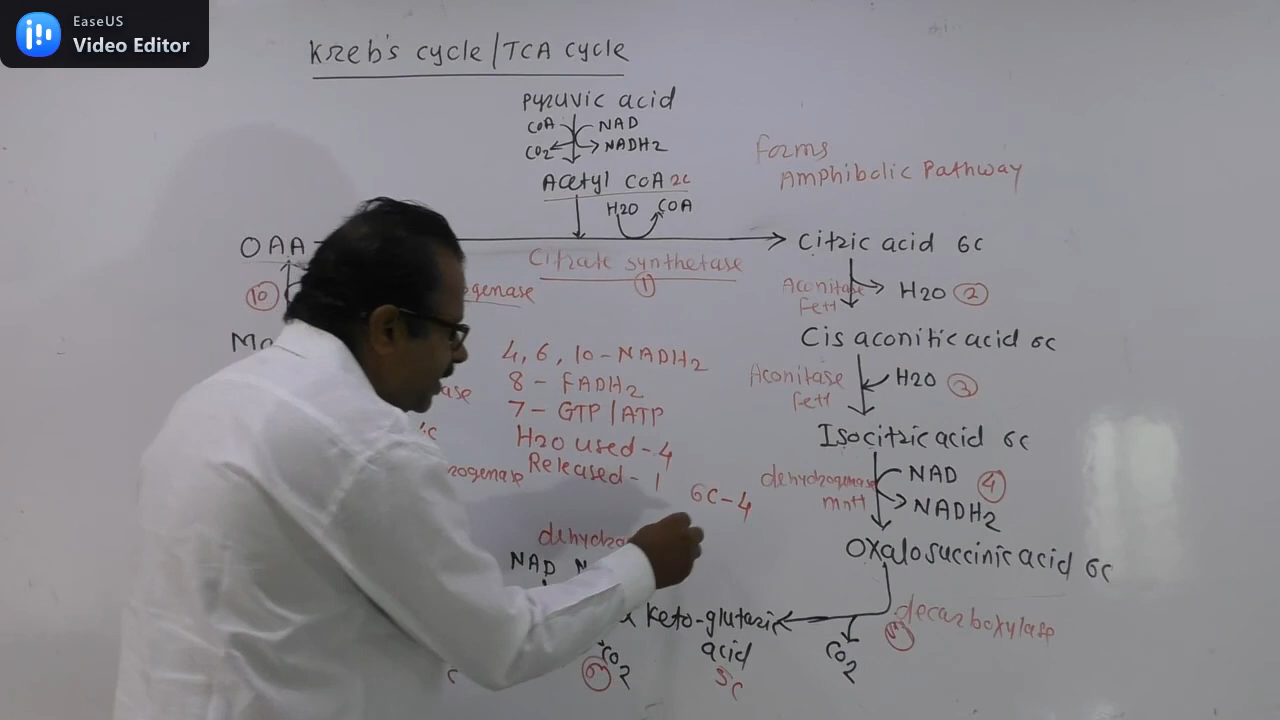 EaseUS
Video Editor
Kreb's cycle/TCA cycle
Pyruvic acid
CoA NAD
CO2 NADH2
Acetyl COA 2C
H2O COA
Forms
Amphibolic Pathway
OAA
Citric acid 6C
Citrate synthetase
1
10
genase
Aconitase
Fe++
H2O 2
Cis aconitic acid 6C
4, 6, 10 - NADH2
8 - FADH2
7 - GTP/ATP
H2O used - 4
Released - 1
6C - 4
Aconitase
Fe++
H2O 3
Isocitric acid 6C
dehydrogenase
Mn++
NAD
NADH2
4
Oxalosuccinic acid 6C
NAD
Keto-glutaric
acid
5C
decarboxylase
CO2
CO2